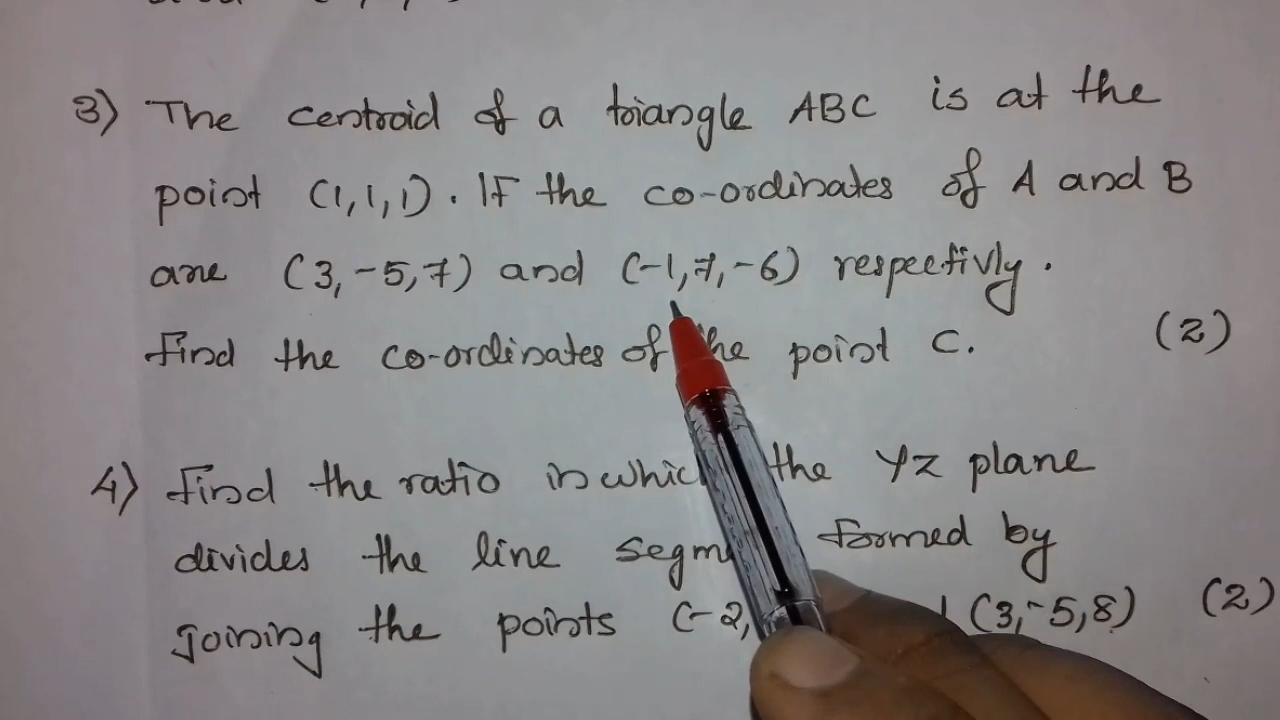 3) The centroid of a triangle ABC is at the
point (1,1,1). If the co-ordinates of A and B
are (3,-5,7) and (-1,7,-6) respectivly.
find the co-ordinates of the point C. (2)
4) find the ratio in which the YZ plane
divides the line formed by
joining the points (-2, (3,-5,8) (2)